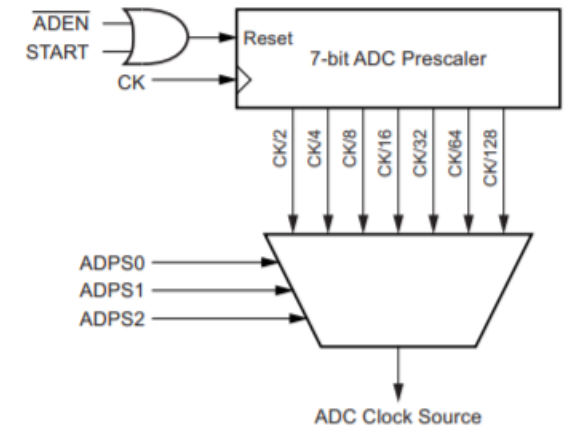 ADEN
START
CK
Reset
7-bit ADC Prescaler
CK/2
CK/4
CK/8
CK/16
CK/32
CK/64
CK/128
ADPS0
ADPS1
ADPS2
ADC Clock Source